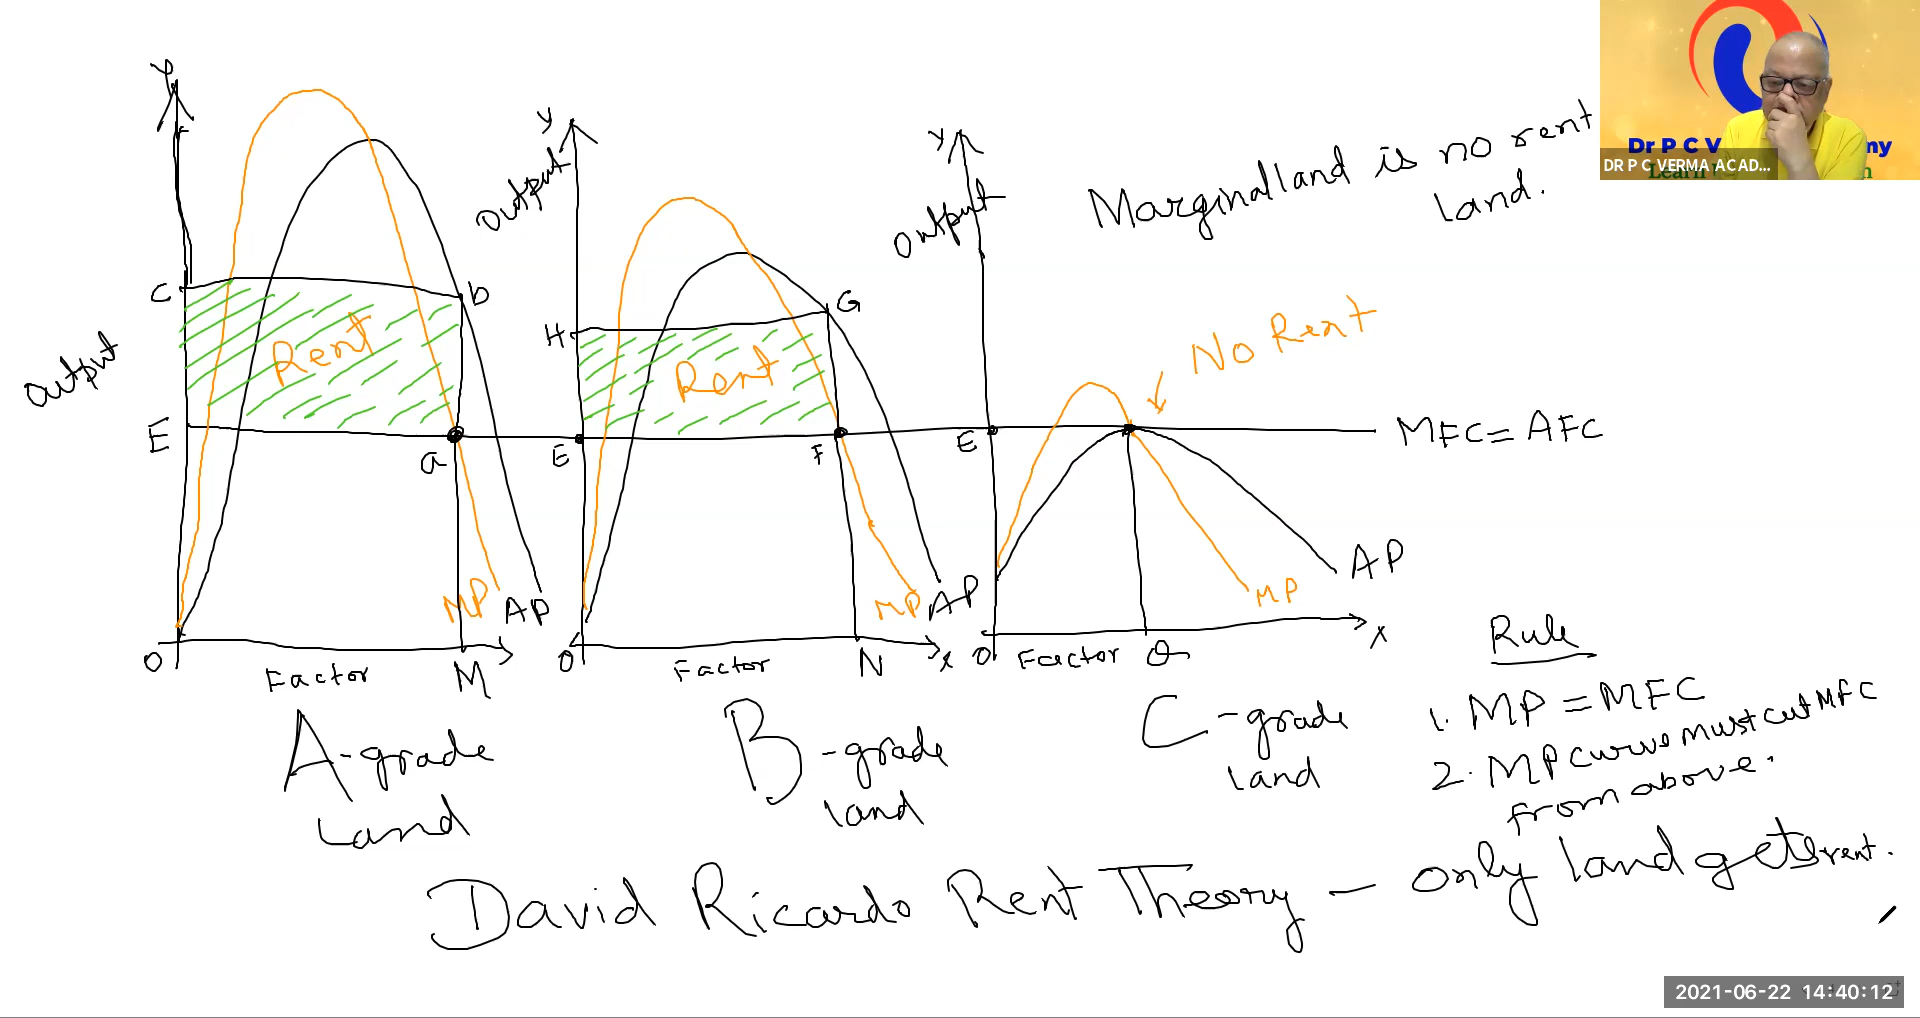 Y
Output
C
b
Rent
E
a
MP
AP
O
Factor
M
A-grade
Land
Y
Output
H
G
Rent
E
F
MP
AP
O
Factor
N
x
B-grade
land
Y
Output
E
No Rent
MFC = AFC
AP
MP
O
Factor
Q
X
C-grade
land
Marginal land is no rent
land.
Rule
1. MP = MFC
2. MP curve must cut MFC
from above.
David Ricardo Rent Theory - only land gets rent.
Dr P C V
my
DR P C VERMA ACAD...
2021-06-22 14:40:12